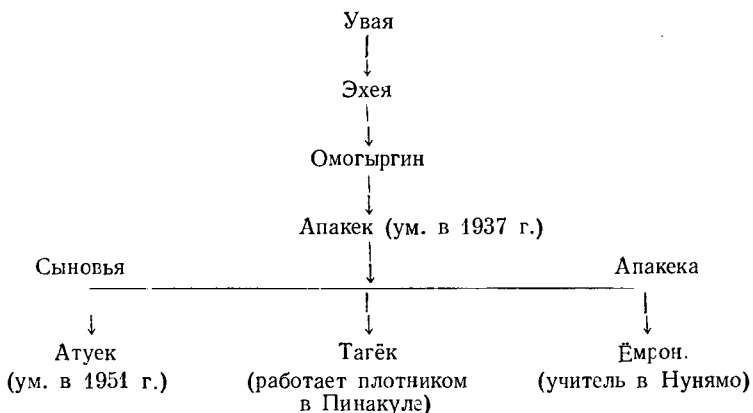 Увая
Эхея
Омогыргин
Апакек (ум. в 1937 г.)
Сыновья Апакека
Атуек Тагёк Ёмрон.
(ум. в 1951 г.) (работает плотником (учитель в Нунямо)
в Пинакуле)